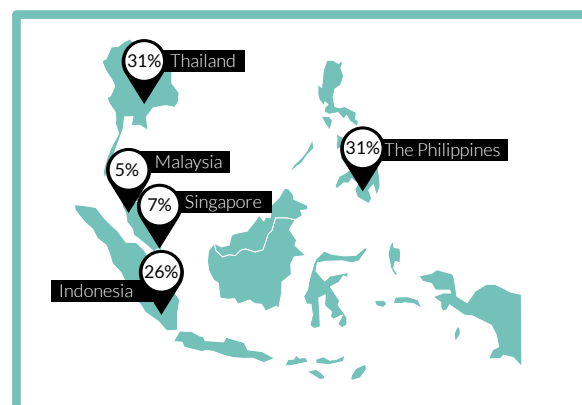 31% Thailand
31% The Philippines
5% Malaysia
7% Singapore
26%
Indonesia